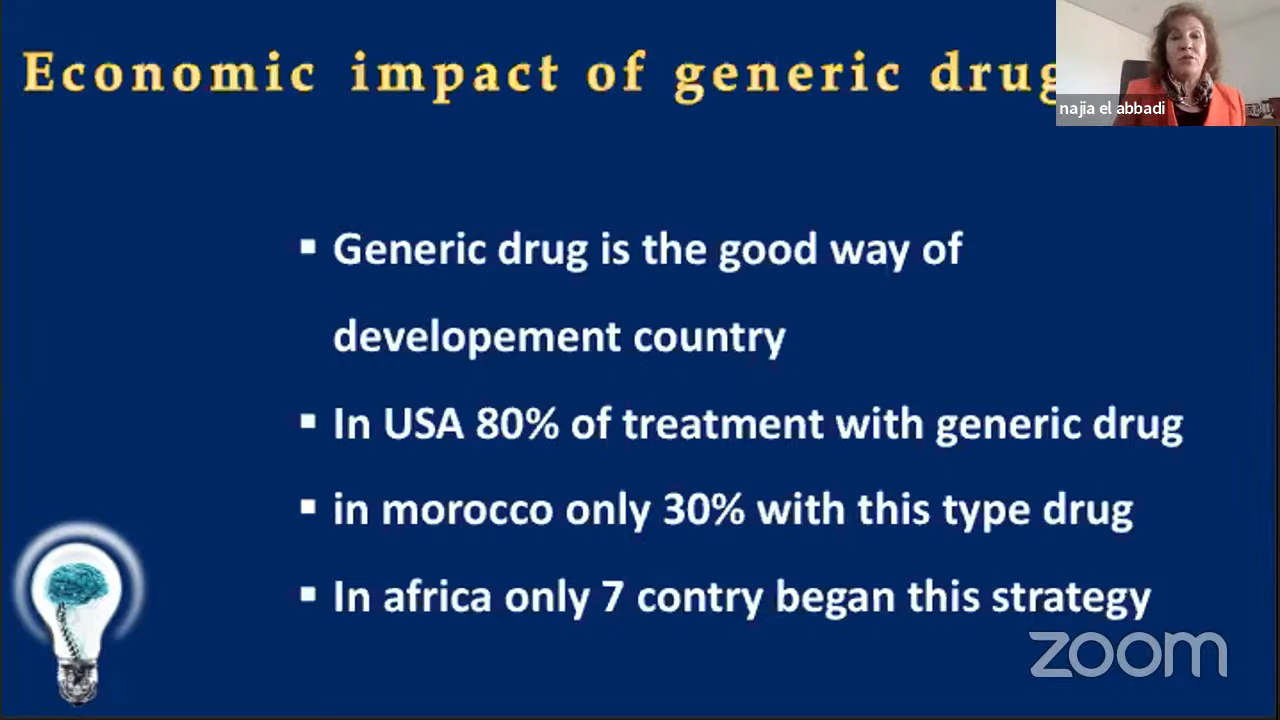 Economic impact of generic drug
najia el abbadi
▪ Generic drug is the good way of
developement country
▪ In USA 80% of treatment with generic drug
▪ in morocco only 30% with this type drug
▪ In africa only 7 contry began this strategy
zoom